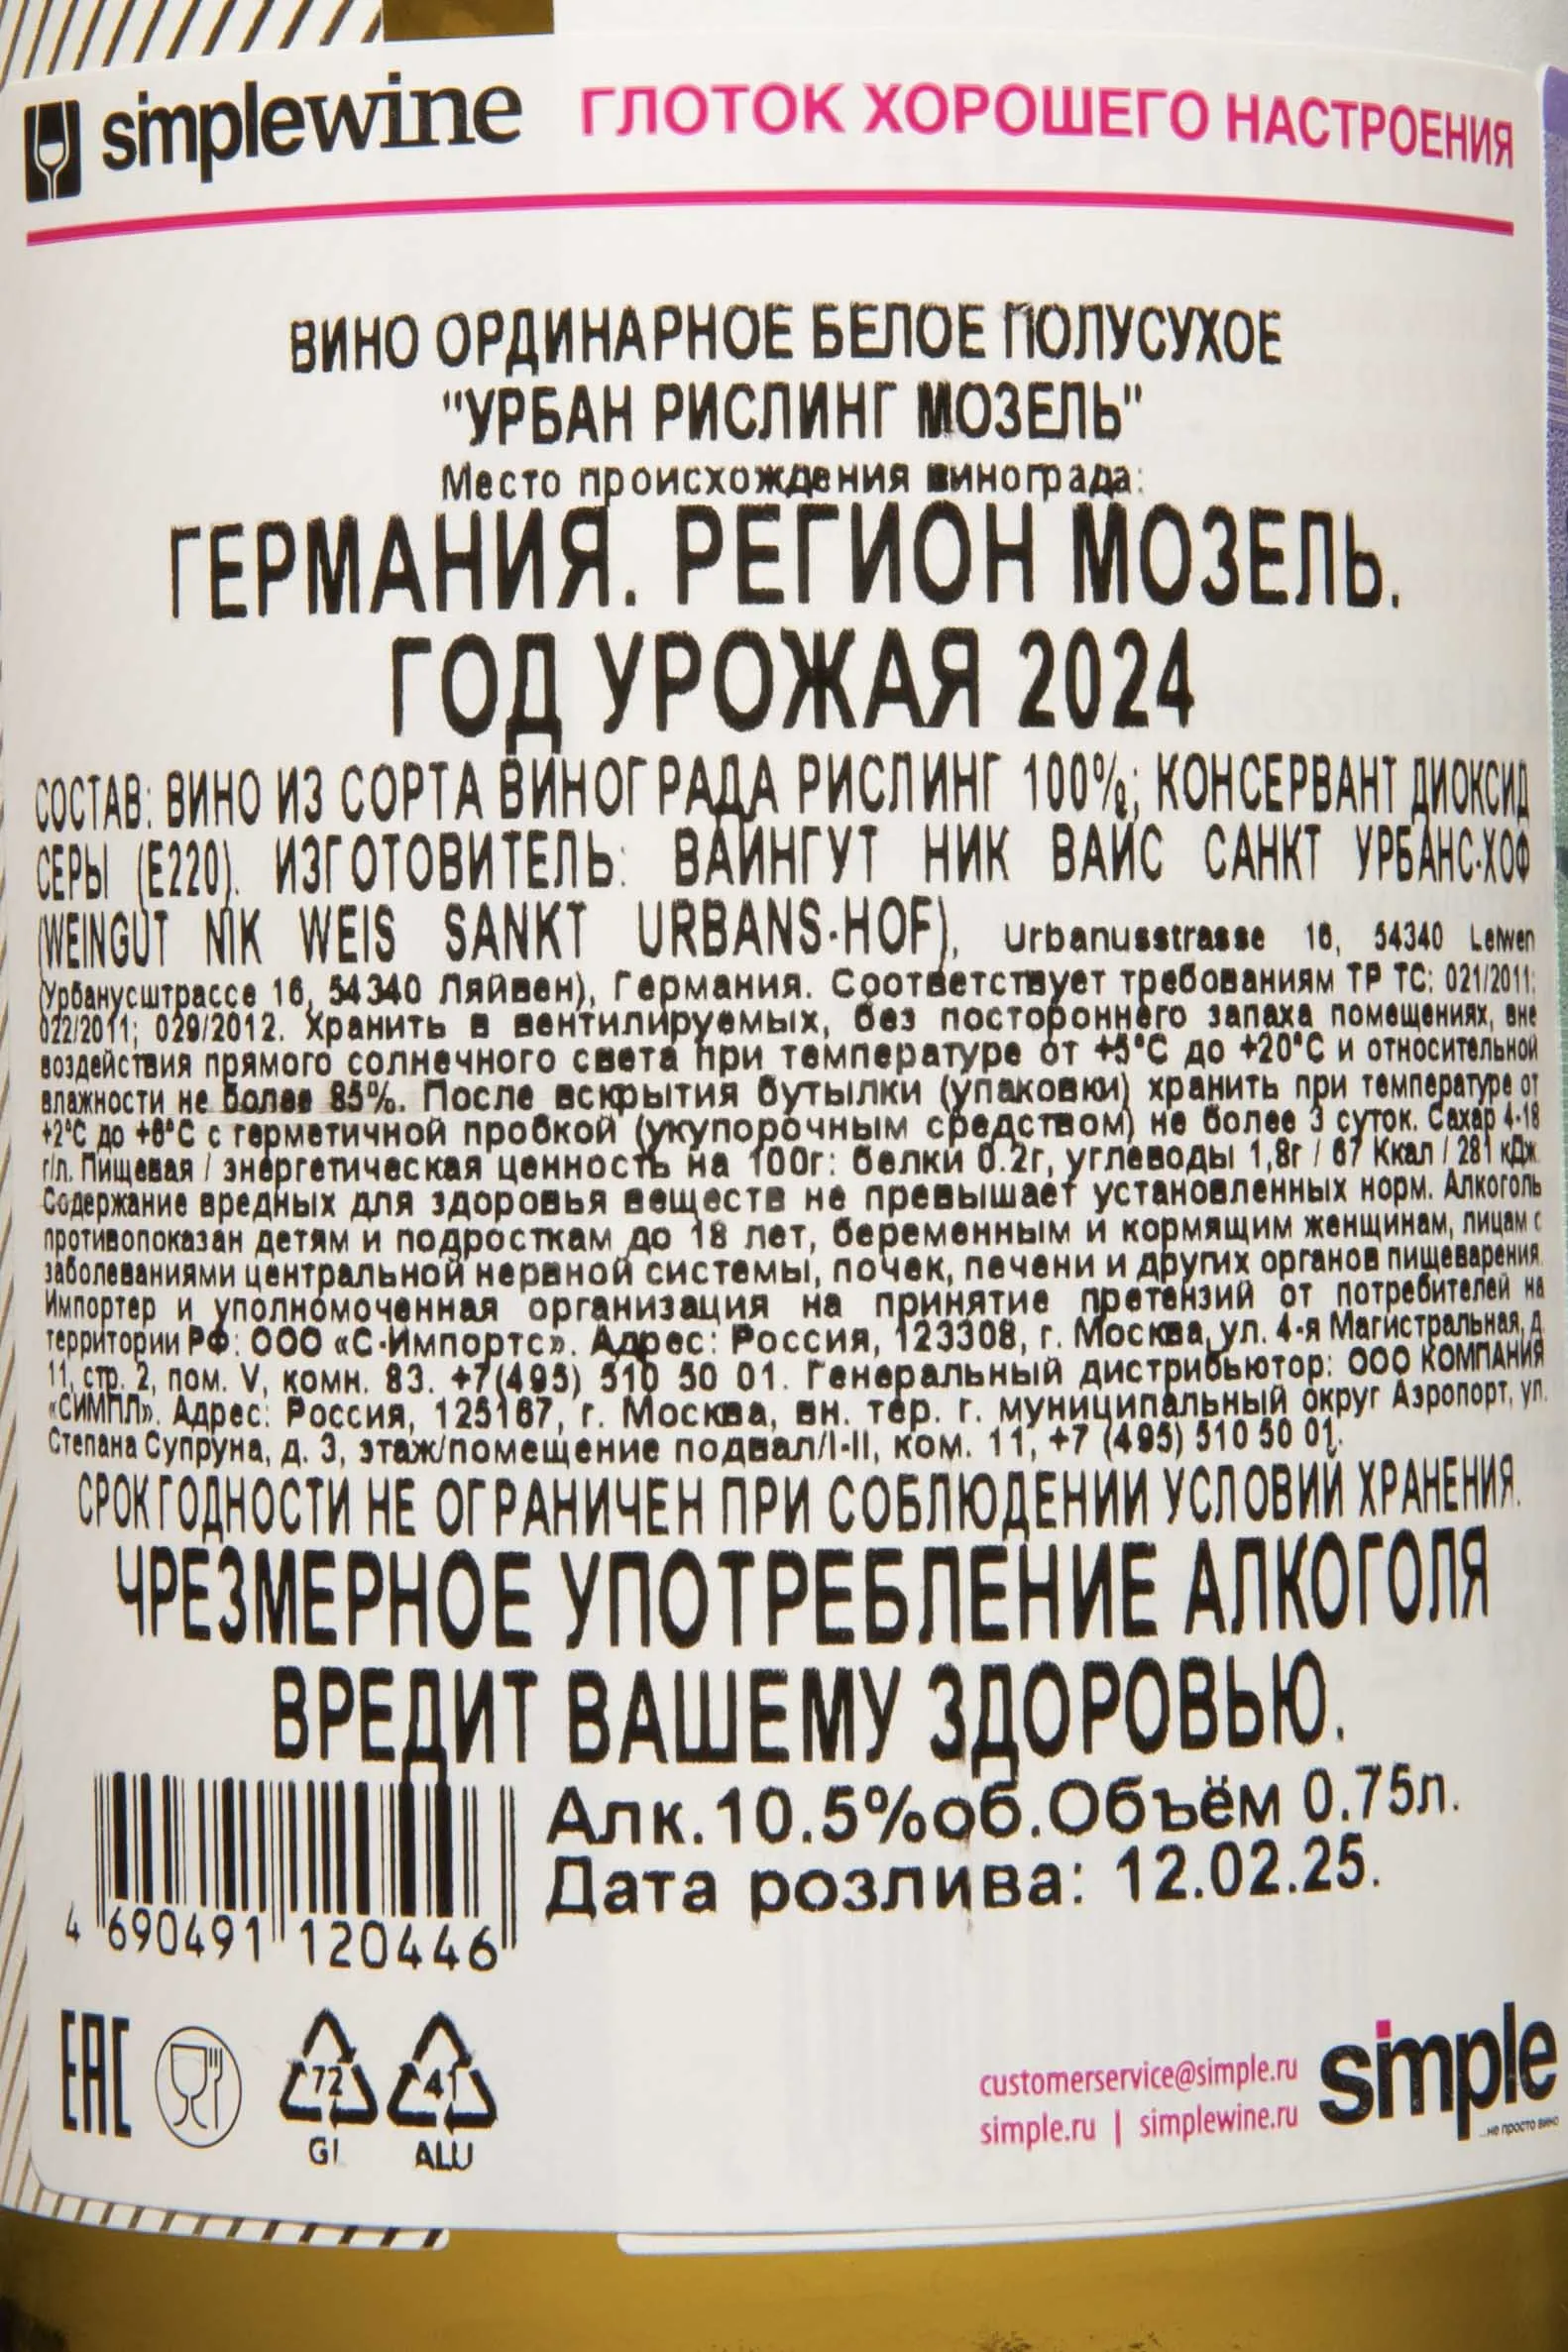 simplewine ГЛОТОК ХОРОШЕГО НАСТРОЕНИЯ
ВИНО ОРДИНАРНОЕ БЕЛОЕ ПОЛУСУХОЕ
"УРБАН РИСЛИНГ МОЗЕЛЬ"
Место происхождения винограда:
ГЕРМАНИЯ. РЕГИОН МОЗЕЛЬ.
ГОД УРОЖАЯ 2024
СОСТАВ: ВИНО ИЗ СОРТА ВИНОГРАДА РИСЛИНГ 100%; КОНСЕРВАНТ ДИОКСИД
СЕРЫ (Е220). ИЗГОТОВИТЕЛЬ: ВАЙНГУТ НИК ВАЙС САНКТ УРБАНС-ХОФ
(WEINGUT NIK WEIS SANKT URBANS-HOF), Urbanusstrasse 16, 54340 Leiwen
(Урбанусштрассе 16, 54340 Ляйвен), Германия. Соответствует требованиям ТР ТС: 021/2011;
022/2011; 029/2012. Хранить в вентилируемых, без постороннего запаха помещениях, вне
воздействия прямого солнечного света при температуре от +5°C до +20°C и относительной
влажности не более 85%. После вскрытия бутылки (упаковки) хранить при температуре от
+2°C до +6°C с герметичной пробкой (укупорочным средством) не более 3 суток. Сахар 4-18
г/л. Пищевая / энергетическая ценность на 100г: белки 0.2г, углеводы 1,8г / 67 Ккал / 281 кДж
Содержание вредных для здоровья веществ не превышает установленных норм. Алкоголь
противопоказан детям и подросткам до 18 лет, беременным и кормящим женщинам, лицам с
заболеваниями центральной нервной системы, почек, печени и других органов пищеварения.
Импортер и уполномоченная организация на принятие претензий от потребителей на
территории РФ: ООО «С-Импортс». Адрес: Россия, 123308, г. Москва, ул. 4-я Магистральная, д.
11, стр. 2, пом. V, комн. 83. +7(495) 510 50 01. Генеральный дистрибьютор: ООО КОМПАНИЯ
«СИМПЛ». Адрес: Россия, 125167, г. Москва, вн. тер. г. муниципальный округ Аэропорт, ул.
Степана Супруна, д. 3, этаж/помещение подвал/I-II, ком. 11, +7 (495) 510 50 01.
СРОК ГОДНОСТИ НЕ ОГРАНИЧЕН ПРИ СОБЛЮДЕНИИ УСЛОВИЙ ХРАНЕНИЯ.
ЧРЕЗМЕРНОЕ УПОТРЕБЛЕНИЕ АЛКОГОЛЯ
ВРЕДИТ ВАШЕМУ ЗДОРОВЬЮ.
Алк.10.5%об.Объём 0.75л.
Дата розлива: 12.02.25.
4 690491 120446
EAC 72 41
Gl ALU
customerservice@simple.ru
simple.ru | simplewine.ru
simple
...не просто вино